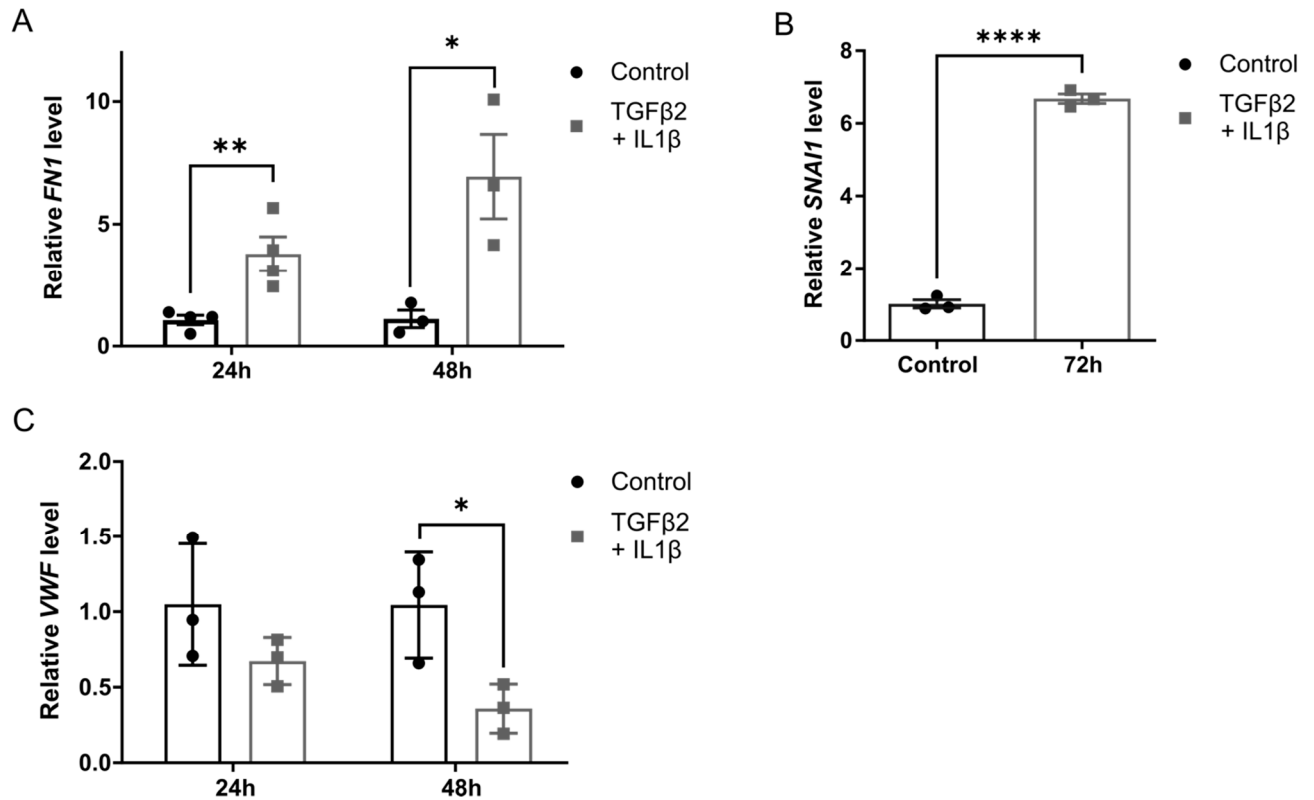 A
Relative FN1 level
10
5
0
**
*
24h
48h
Control
TGFβ2
+ IL1β
B
Relative SNAI1 level
8
6
4
2
0
****
Control
72h
Control
TGFβ2
+ IL1β
C
Relative VWF level
2.0
1.5
1.0
0.5
0.0
*
24h
48h
Control
TGFβ2
+ IL1β